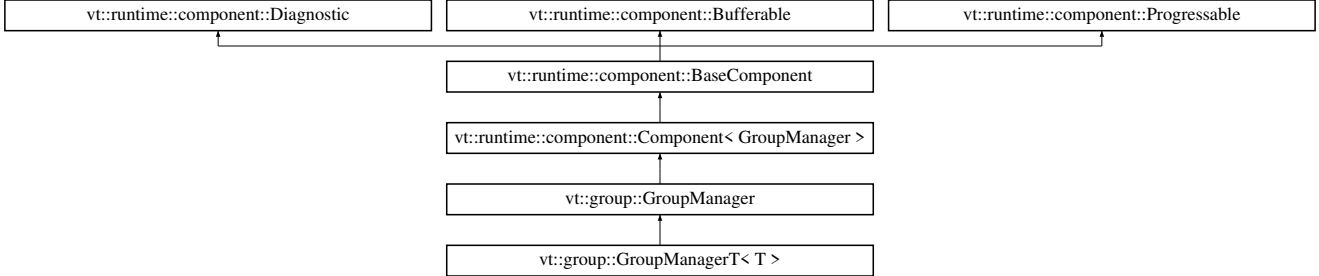 vt::runtime::component::Diagnostic
vt::runtime::component::Bufferable
vt::runtime::component::Progressable
vt::runtime::component::BaseComponent
vt::runtime::component::Component< GroupManager >
vt::group::GroupManager
vt::group::GroupManagerT< T >